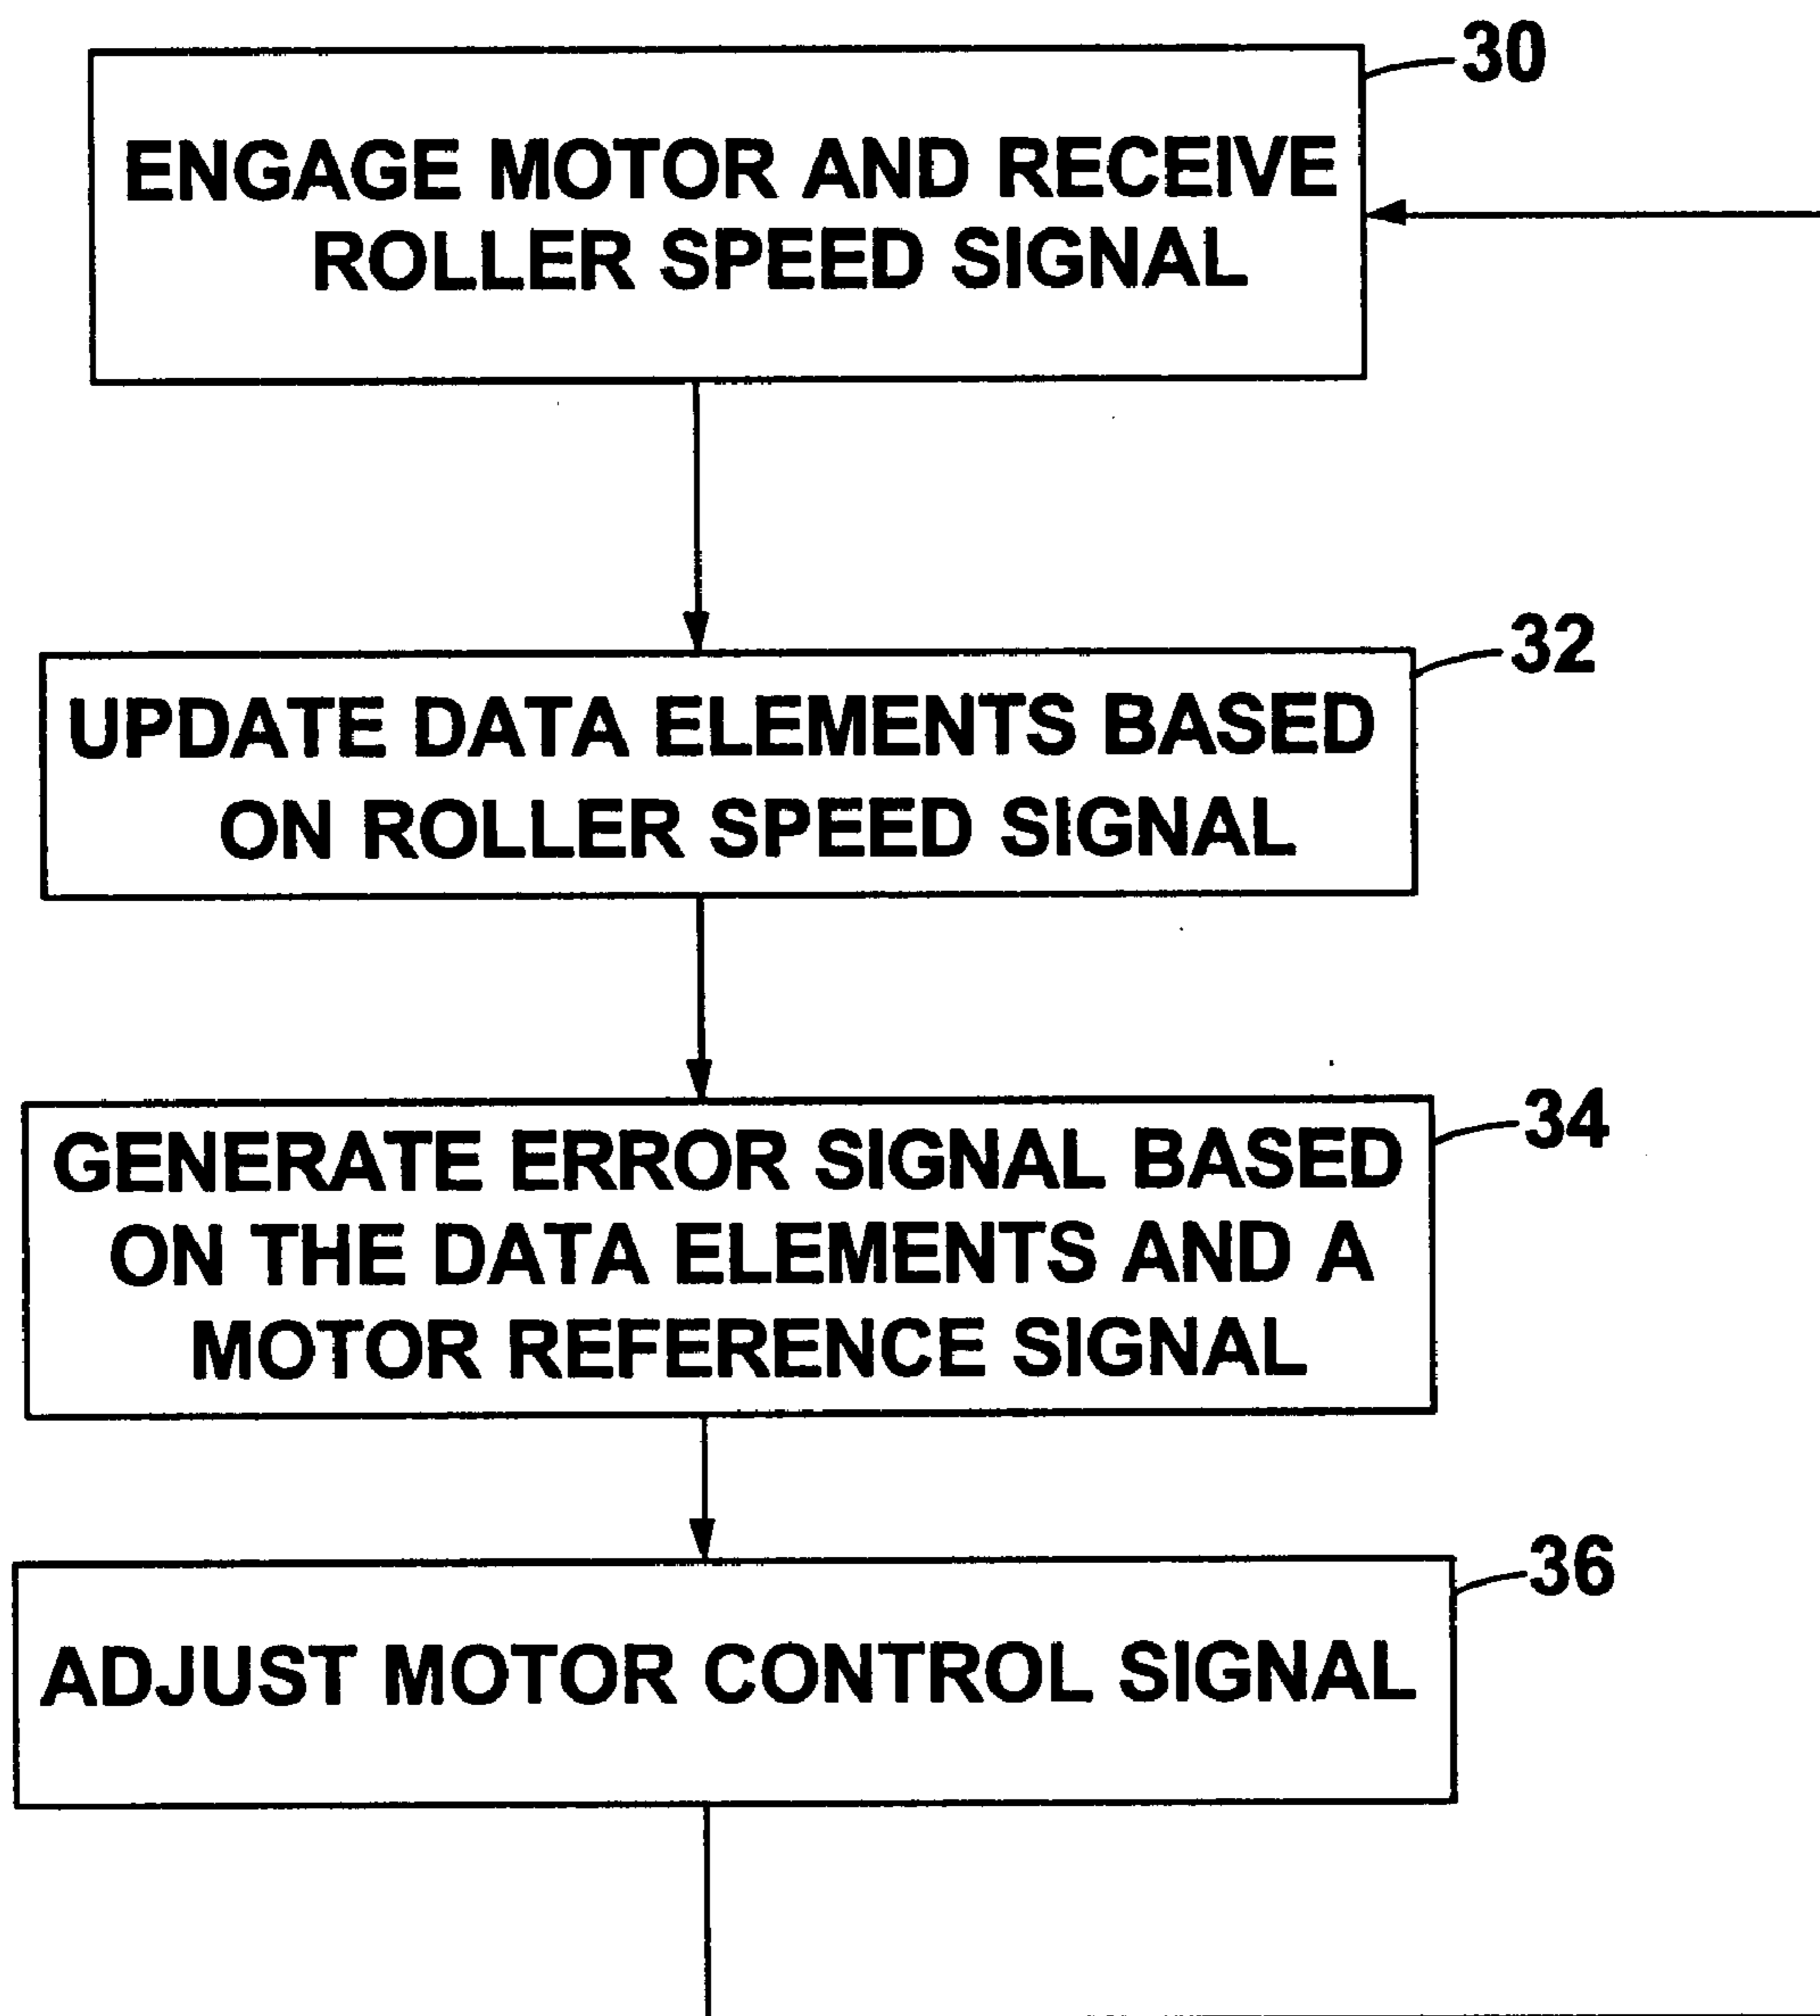 30
ENGAGE MOTOR AND RECEIVE
ROLLER SPEED SIGNAL
32
UPDATE DATA ELEMENTS BASED
ON ROLLER SPEED SIGNAL
34
GENERATE ERROR SIGNAL BASED
ON THE DATA ELEMENTS AND A
MOTOR REFERENCE SIGNAL
36
ADJUST MOTOR CONTROL SIGNAL